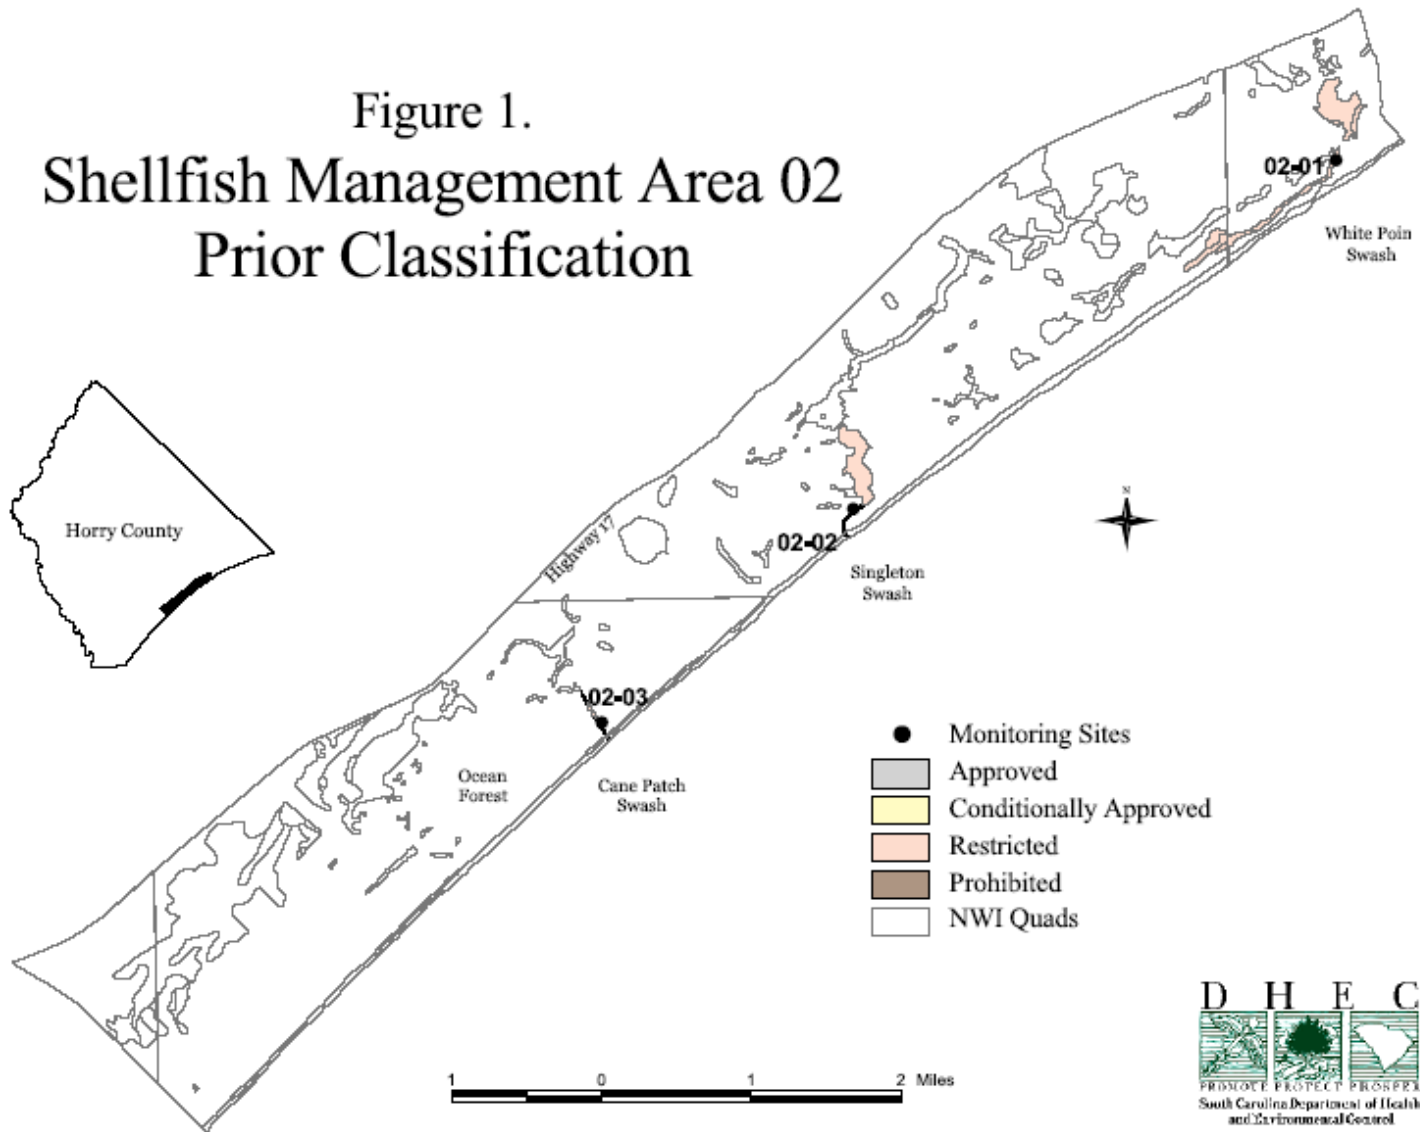 Figure 1.
Shellfish Management Area 02
Prior Classification
02-01
White Poin
Swash
Horry County
Highway 17
N
02-02
Singleton
Swash
02-03
Ocean
Forest
Cane Patch
Swash
Monitoring Sites
Approved
Conditionally Approved
Restricted
Prohibited
NWI Quads
1 0 1 2 Miles
D H E C
PROMOTE PROTECT PROSPER
South Carolina Department of Health
and Environmental Control